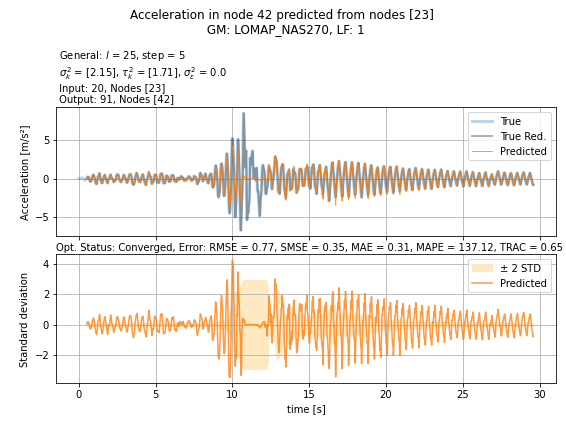 Acceleration in node 42 predicted from nodes [23]
GM: LOMAP_NAS270, LF: 1
General: l = 25, step = 5
σ²ₖ = [2.15], τ²ₖ = [1.71], σ²ε = 0.0
Input: 20, Nodes [23]
Output: 91, Nodes [42]
Acceleration [m/s²]
5
0
−5
True
True Red.
Predicted
Opt. Status: Converged, Error: RMSE = 0.77, SMSE = 0.35, MAE = 0.31, MAPE = 137.12, TRAC = 0.65
Standard deviation
4
2
0
−2
± 2 STD
Predicted
0 5 10 15 20 25 30
time [s]